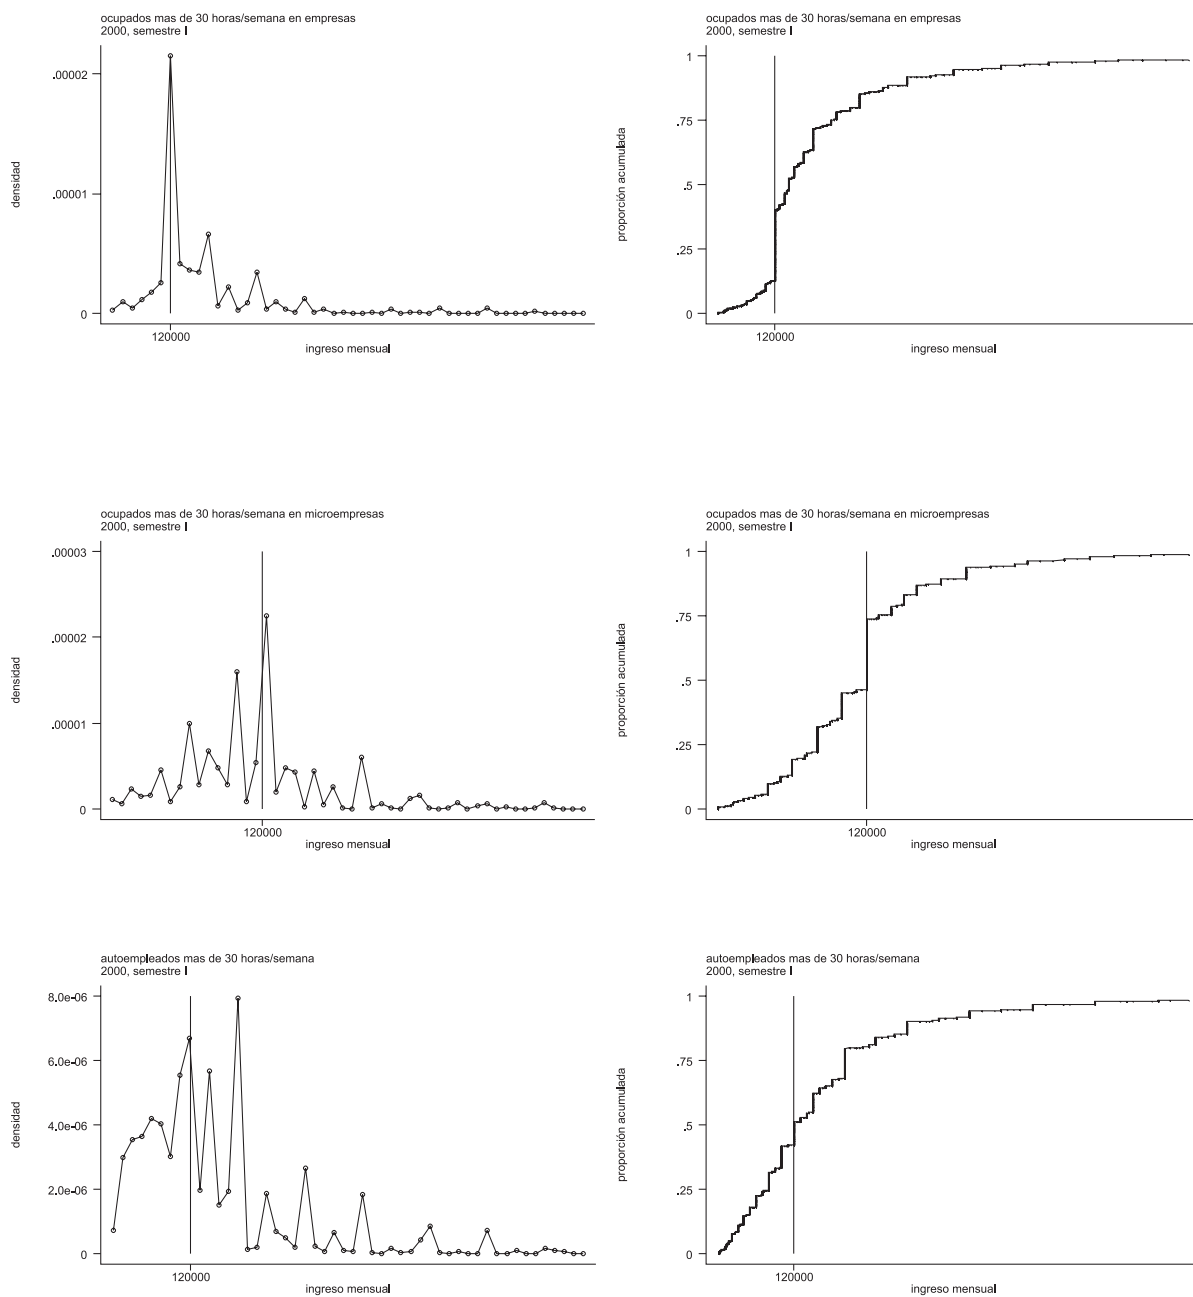 ocupados mas de 30 horas/semana en empresas
2000, semestre I
.00002
.00001
0
densidad
120000
ingreso mensual
ocupados mas de 30 horas/semana en empresas
2000, semestre I
1
.75
.5
.25
0
proporción acumulada
120000
ingreso mensual
ocupados mas de 30 horas/semana en microempresas
2000, semestre I
.00003
.00002
.00001
0
densidad
120000
ingreso mensual
ocupados mas de 30 horas/semana en microempresas
2000, semestre I
1
.75
.5
.25
0
proporción acumulada
120000
ingreso mensual
autoempleados mas de 30 horas/semana
2000, semestre I
8.0e-06
6.0e-06
4.0e-06
2.0e-06
0
densidad
120000
ingreso mensual
autoempleados mas de 30 horas/semana
2000, semestre I
1
.75
.5
.25
0
proporción acumulada
120000
ingreso mensual